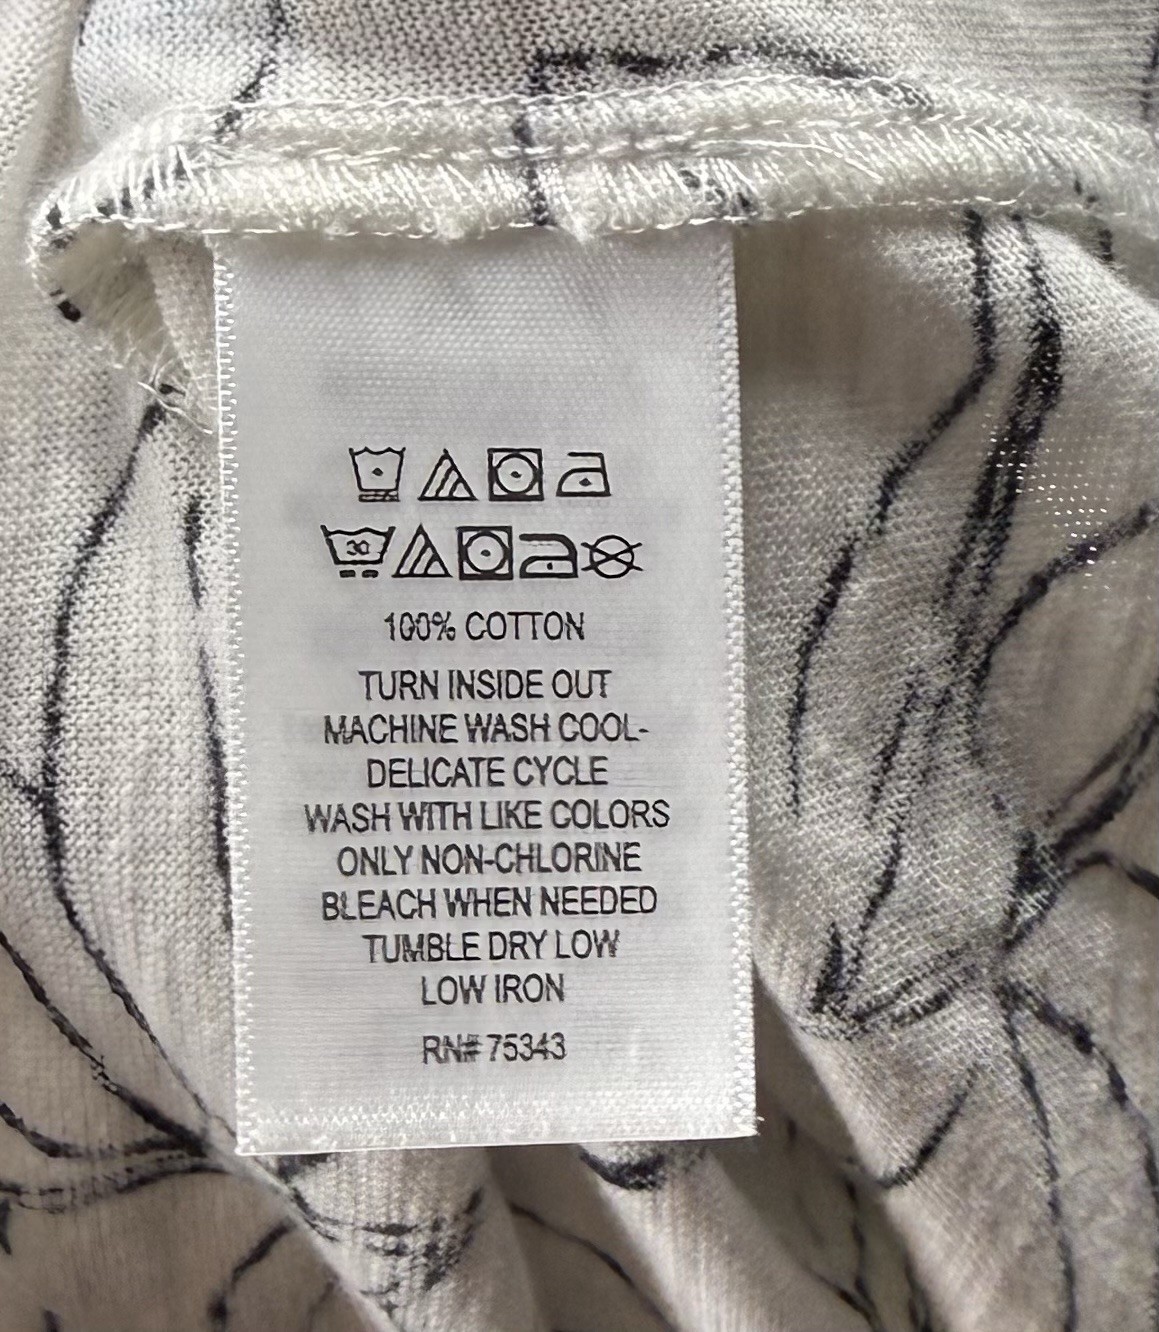 30
100% COTTON
TURN INSIDE OUT
MACHINE WASH COOL-
DELICATE CYCLE
WASH WITH LIKE COLORS
ONLY NON-CHLORINE
BLEACH WHEN NEEDED
TUMBLE DRY LOW
LOW IRON
RN# 75343